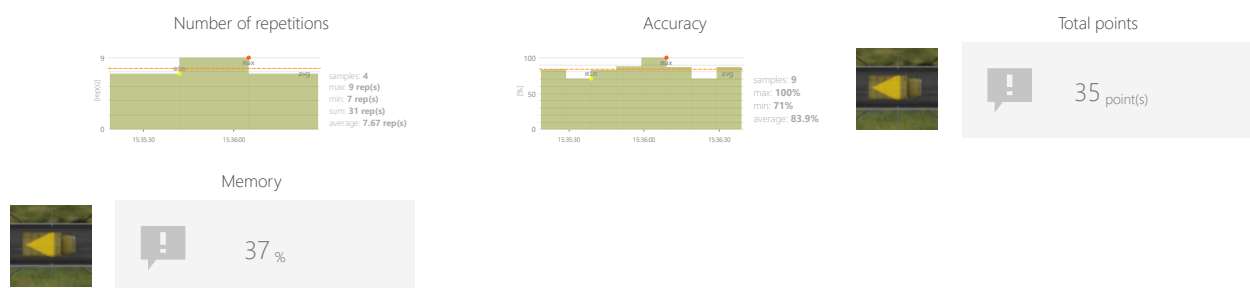 Number of repetitions
9
[rep(s)]
0
min
max
avg
15:35:30
15:36:00
samples: 4
max: 9 rep(s)
min: 7 rep(s)
sum: 31 rep(s)
average: 7.67 rep(s)
Accuracy
100
50
[%]
0
min
max
avg
15:35:30
15:36:00
15:36:30
samples: 9
max: 100%
min: 71%
average: 83.9%
Total points
35 point(s)
Memory
37 %